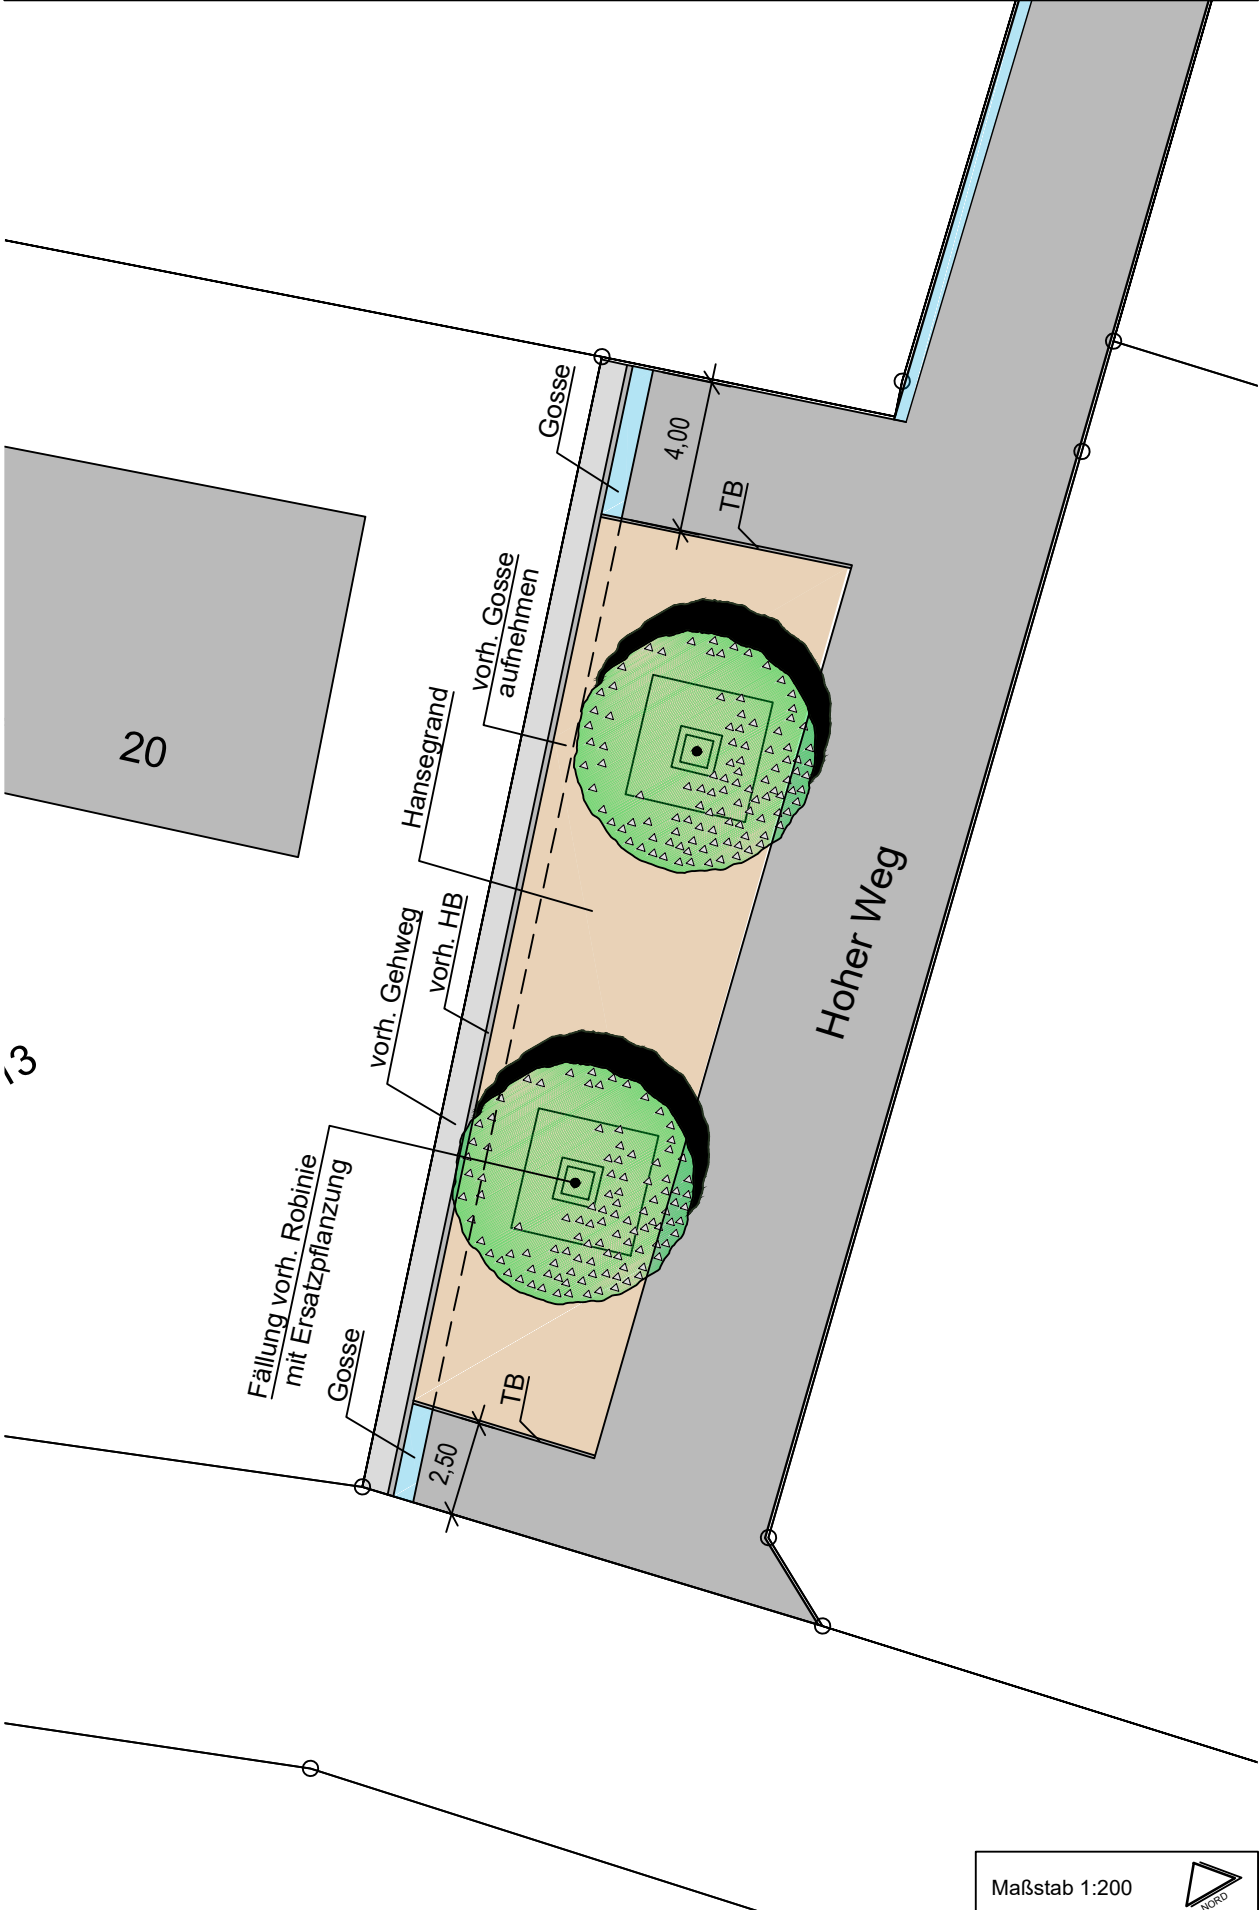 Gosse
4,00
TB
vorh. Gosse
aufnehmen
Hansegrand
20
vorh. HB
vorh. Gehweg
Hoher Weg
/3
Fällung vorh. Robinie
mit Ersatzpflanzung
Gosse
TB
2,50
Maßstab 1:200
NORD